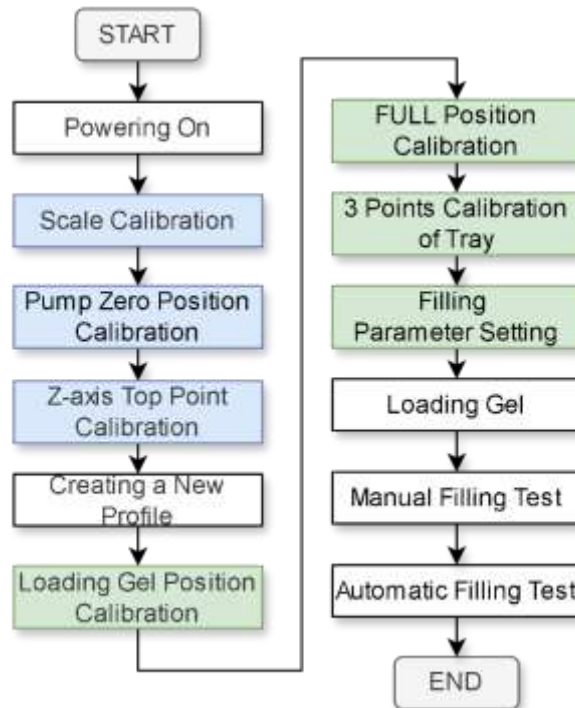 START
Powering On
Scale Calibration
Pump Zero Position
Calibration
Z-axis Top Point
Calibration
Creating a New
Profile
Loading Gel Position
Calibration
FULL Position
Calibration
3 Points Calibration
of Tray
Filling
Parameter Setting
Loading Gel
Manual Filling Test
Automatic Filling Test
END